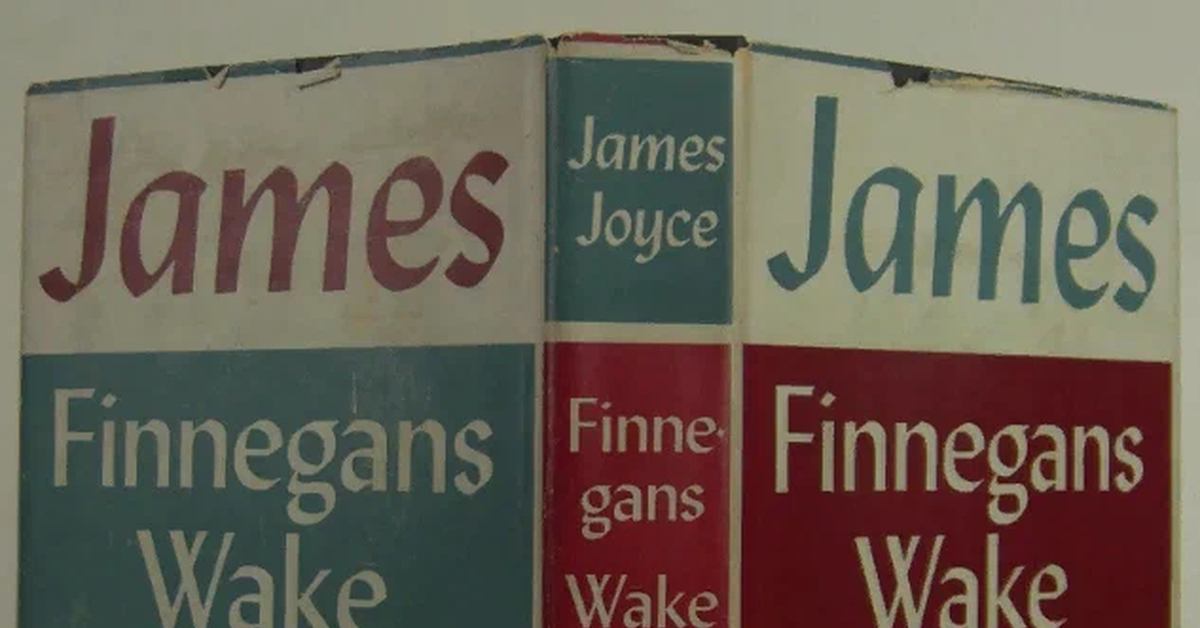 James
Finnegans
Wake
James
Joyce
Finne-
gans
Wake
James
Finnegans
Wake